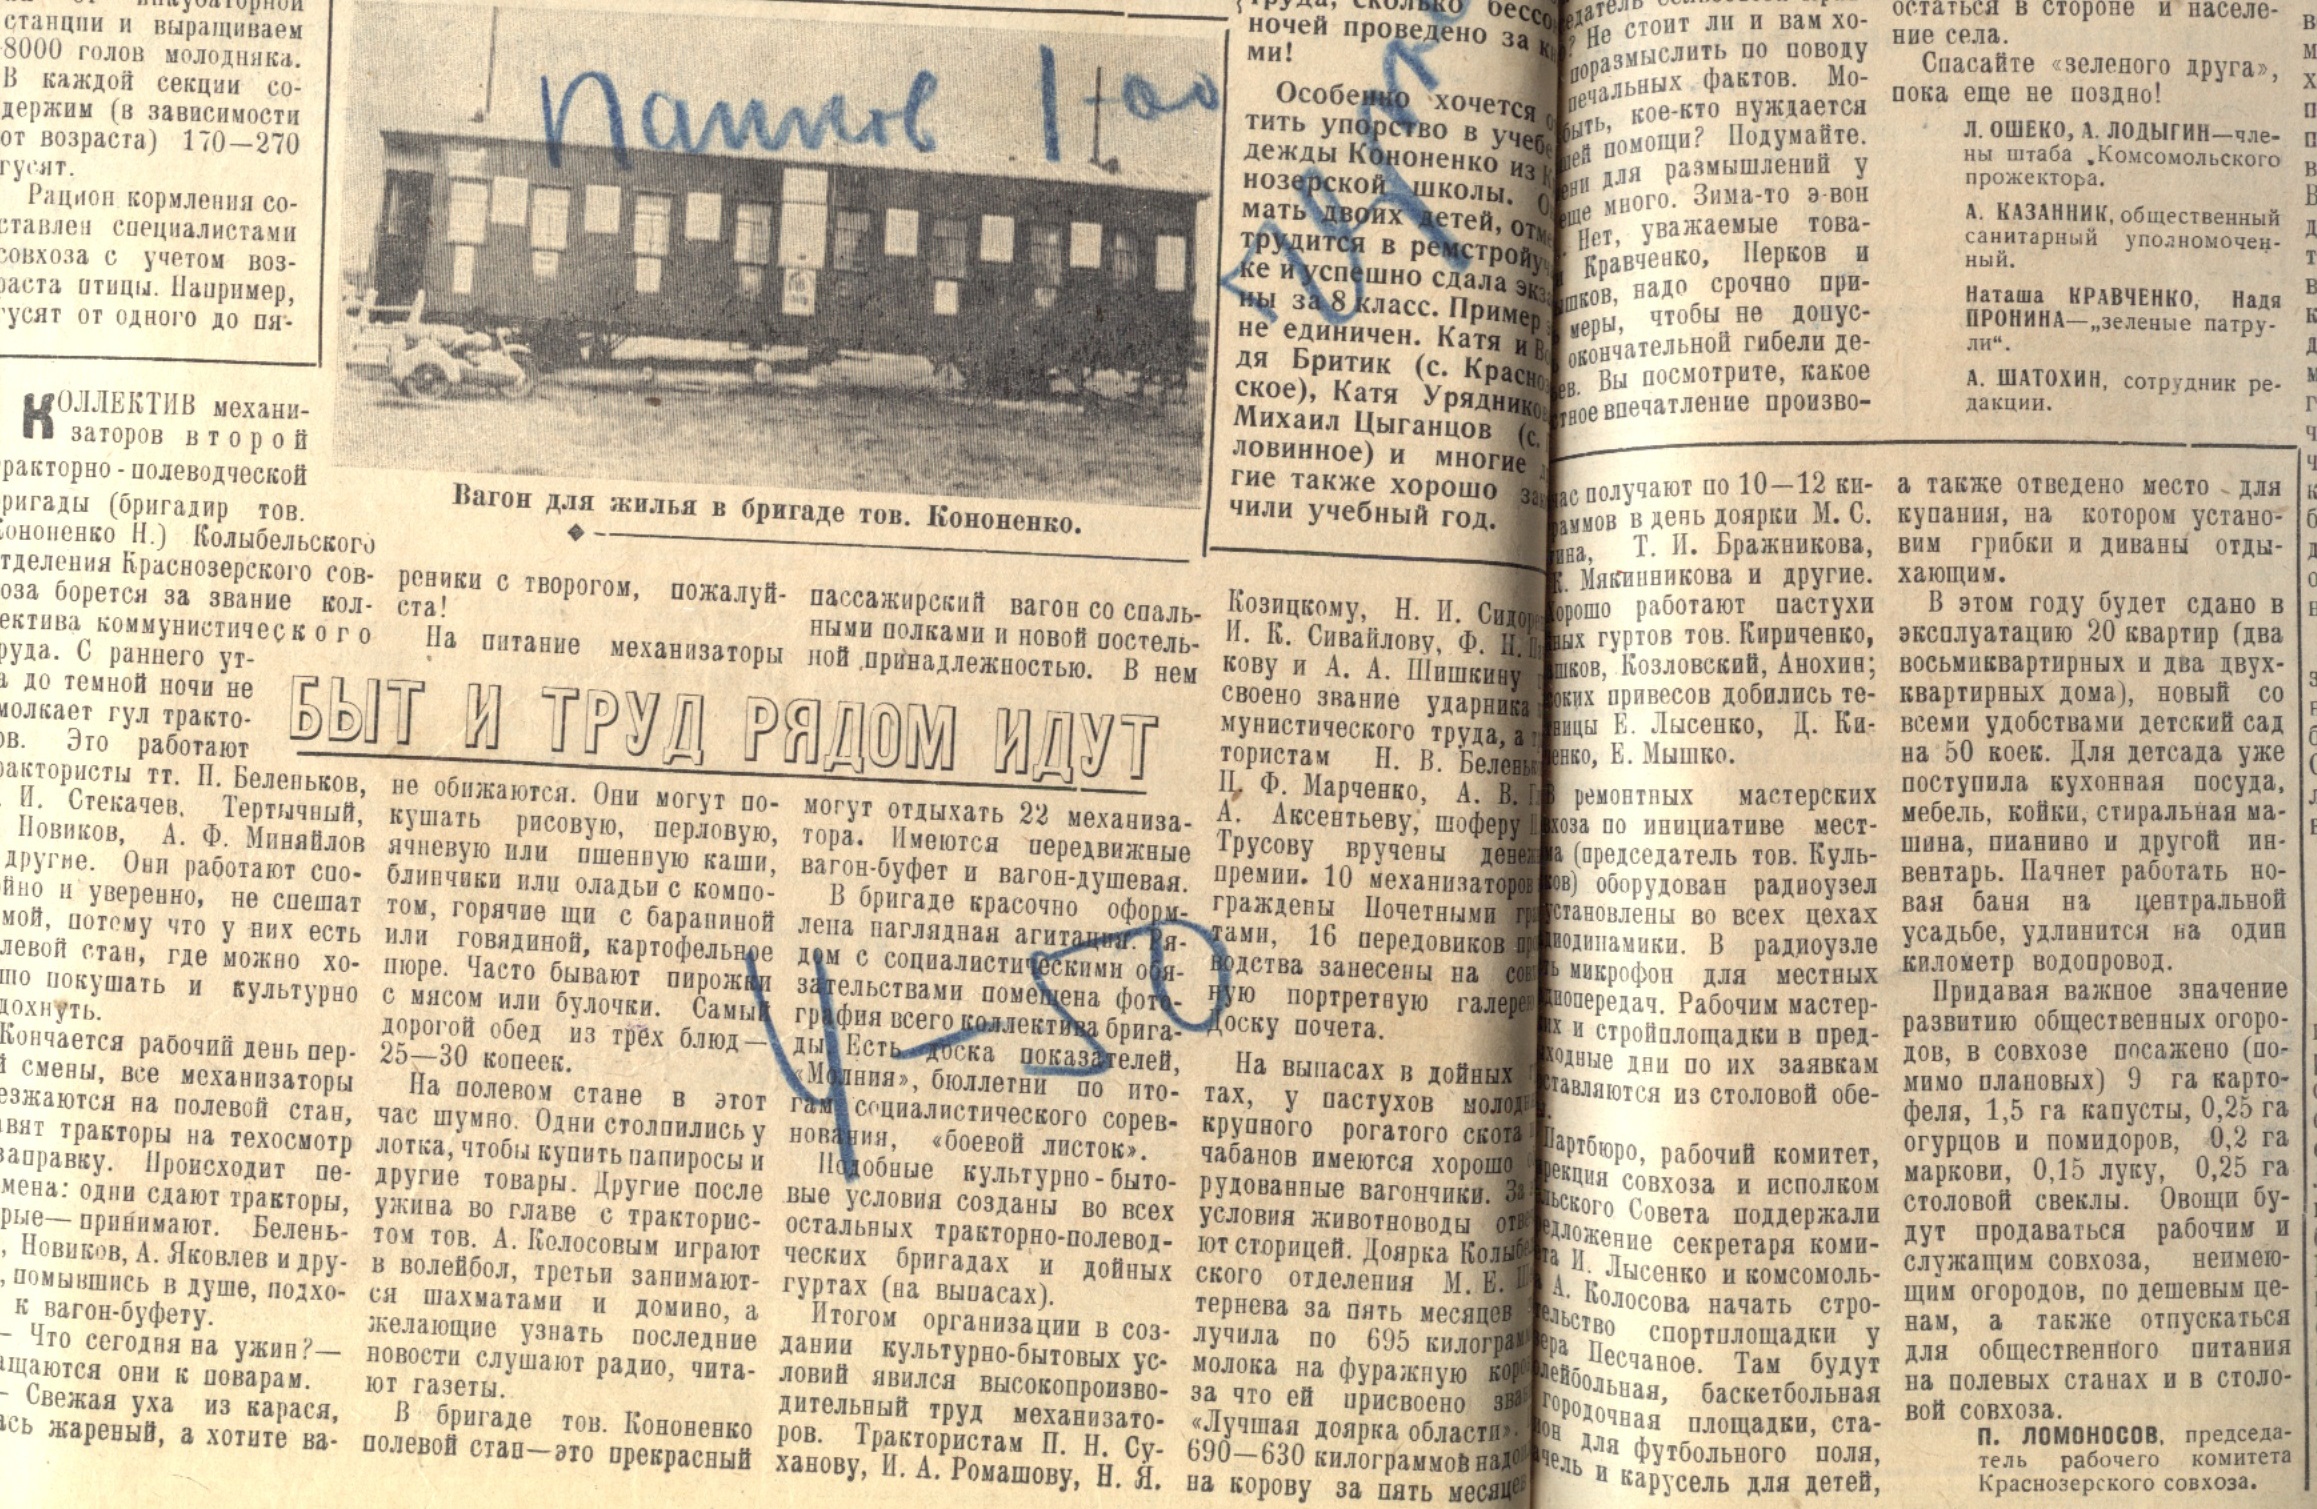 станции и выращиваем
8000 голов молодняка.
В каждой секции со-
держим (в зависимости
от возраста) 170—270
гусят.
Рацион кормления со-
ставлен специалистами
совхоза с учетом воз-
раста птицы. Например,
гусят от одного до пя-
Вагон для жилья в бригаде тов. Кононенко.
ночей проведено за
ми!
Особенно хочется
тить упорство в учебе
дежды Кононенко из
нозерской школы.
мать двоих детей,
трудится в ремстройуч
ке и успешно сдала
ны за 8 класс. Пример
не единичен. Катя и
дя Бритик (с.
ское), Катя
Михаил Цыганцов (с.
ловинное) и многие
гие также хорошо
чили учебный год.
? Не стоит ли и вам хо-
поразмыслить по поводу
печальных фактов. Мо-
быть, кое-кто нуждается
помощи? Подумайте.
для размышлений у
еще много. Зима-то э-вон
Нет, уважаемые това-
Кравченко, Перков и
надо срочно при-
меры, чтобы не допус-
окончательной гибели де-
Вы посмотрите, какое
впечатление произво-
остаться в стороне и населе-
ние села.
Спасайте «зеленого друга»,
пока еще не поздно!
Л. ОШЕКО, А. ЛОДЫГИН—чле-
ны штаба „Комсомольского
прожектора.
А. КАЗАННИК, общественный
санитарный уполномочен-
ный.
Наташа КРАВЧЕНКО, Надя
ПРОНИНА—„зеленые патру-
ли“.
А. ШАТОХИН, сотрудник ре-
дакции.
БЫТ И ТРУД РЯДОМ ИДУТ
КОЛЛЕКТИВ механи-
заторов второй
тракторно-полеводческой
бригады (бригадир тов.
Кононенко Н.) Колыбельского
отделения Краснозерского сов-
хоза борется за звание кол-
лектива коммунистического
труда. С раннего ут-
ра до темной ночи не
смолкает гул тракто-
ров. Это работают
трактористы тт. П. Беленьков,
И. Стекачев, Тертычный,
Новиков, А. Ф. Миняйлов
и другие. Они работают спо-
койно и уверенно, не спешат
домой, потому что у них есть
полевой стан, где можно хо-
рошо покушать и культурно
отдохнуть.
Кончается рабочий день пер-
вой смены, все механизаторы
съезжаются на полевой стан,
ставят тракторы на техосмотр
заправку. Происходит пе-
ресмена: одни сдают тракторы,
вторые— принимают. Белень-
ков, Новиков, А. Яковлев и дру-
гие, помывшись в душе, подхо-
дят к вагон-буфету.
— Что сегодня на ужин?—
обращаются они к поварам.
— Свежая уха из карася,
карась жареный, а хотите ва-
реники с творогом, пожалуй-
ста!
На питание механизаторы
не обижаются. Они могут по-
кушать рисовую, перловую,
ячневую или пшенную каши,
блинчики или оладьи с компо-
том, горячие щи с бараниной
или говядиной, картофельное
пюре. Часто бывают пирожки
с мясом или булочки. Самый
дорогой обед из трех блюд—
25—30 копеек.
На полевом стане в этот
час шумно. Одни столпились у
лотка, чтобы купить папиросы и
другие товары. Другие после
ужина во главе с тракторис-
том тов. А. Колосовым играют
в волейбол, третьи занимают-
ся шахматами и домино, а
желающие узнать последние
новости слушают радио, чита-
ют газеты.
В бригаде тов. Кононенко
полевой стан—это прекрасный
пассажирский вагон со спаль-
ными полками и новой постель-
ной принадлежностью. В нем
могут отдыхать 22 механиза-
тора. Имеются передвижные
вагон-буфет и вагон-душевая.
В бригаде красочно оформ-
лена наглядная агитация. Ря-
дом с социалистическими обя-
зательствами помещена фото-
графия всего коллектива брига-
ды. Есть доска показателей,
«Молния», бюллетни по ито-
гам социалистического сорев-
нования, «боевой листок».
Подобные культурно-быто-
вые условия созданы во всех
остальных тракторно-полевод-
ческих бригадах и дойных
гуртах (на выпасах).
Итогом организации в соз-
дании культурно-бытовых ус-
ловий явился высокопроизво-
дительный труд механизато-
ров. Трактористам П. Н. Су-
ханову, И. А. Ромашову, Н. Я.
Козицкому, Н. И.
И. К. Сивайлову, Ф. Н.
кову и А. А. Шишкину
своено звание ударника
мунистического труда, а
тористам Н. В.
П. Ф. Марченко, А. В.
А. Аксентьеву, шоферу
Трусову вручены
премии. 10 механизаторов
граждены Почетными
тами, 16 передовиков
водства занесены на
ную портретную
Доску почета.
На выпасах в дойных
тах, у пастухов
крупного рогатого скота
чабанов имеются хорошо
рудованные вагончики. За
условия животноводы
ют сторицей. Доярка
ского отделения М. Е.
тернева за пять месяцев
лучила по 695
молока на фуражную
за что ей присвоено
«Лучшая доярка области».
690—630 килограммов
на корову за пять месяцев
получают по 10—12 ки-
в день доярки М. С.
Т. И. Бражникова,
К. Мякинникова и другие.
Хорошо работают пастухи
гуртов тов. Кириченко,
Козловский, Анохин;
привесов добились те-
Е. Лысенко, Д. Ки-
Е. Мышко.
В ремонтных мастерских
по инициативе мест-
(председатель тов. Куль-
оборудован радиоузел
установлены во всех цехах
В радиоузле
микрофон для местных
Рабочим мастер-
и стройплощадки в пред-
дни по их заявкам
из столовой обе-
Партбюро, рабочий комитет,
совхоза и исполком
Совета поддержали
секретаря коми-
И. Лысенко и комсомоль-
А. Колосова начать стро-
спортплощадки у
Песчаное. Там будут
баскетбольная
городочная площадки, ста-
для футбольного поля,
и карусель для детей,
а также отведено место для
купания, на котором устано-
вим грибки и диваны отды-
хающим.
В этом году будет сдано в
эксплуатацию 20 квартир (два
восьмиквартирных и два двух-
квартирных дома), новый со
всеми удобствами детский сад
на 50 коек. Для детсада уже
поступила кухонная посуда,
мебель, койки, стиральная ма-
шина, пианино и другой ин-
вентарь. Начнет работать но-
вая баня на центральной
усадьбе, удлинится на один
километр водопровод.
Придавая важное значение
развитию общественных огоро-
дов, в совхозе посажено (по-
мимо плановых) 9 га карто-
феля, 1,5 га капусты, 0,25 га
огурцов и помидоров, 0,2 га
маркови, 0,15 луку, 0,25 га
столовой свеклы. Овощи бу-
дут продаваться рабочим и
служащим совхоза, неимею-
щим огородов, по дешевым це-
нам, а также отпускаться
для общественного питания
на полевых станах и в столо-
вой совхоза.
П. ЛОМОНОСОВ, председа-
тель рабочего комитета
Краснозерского совхоза.